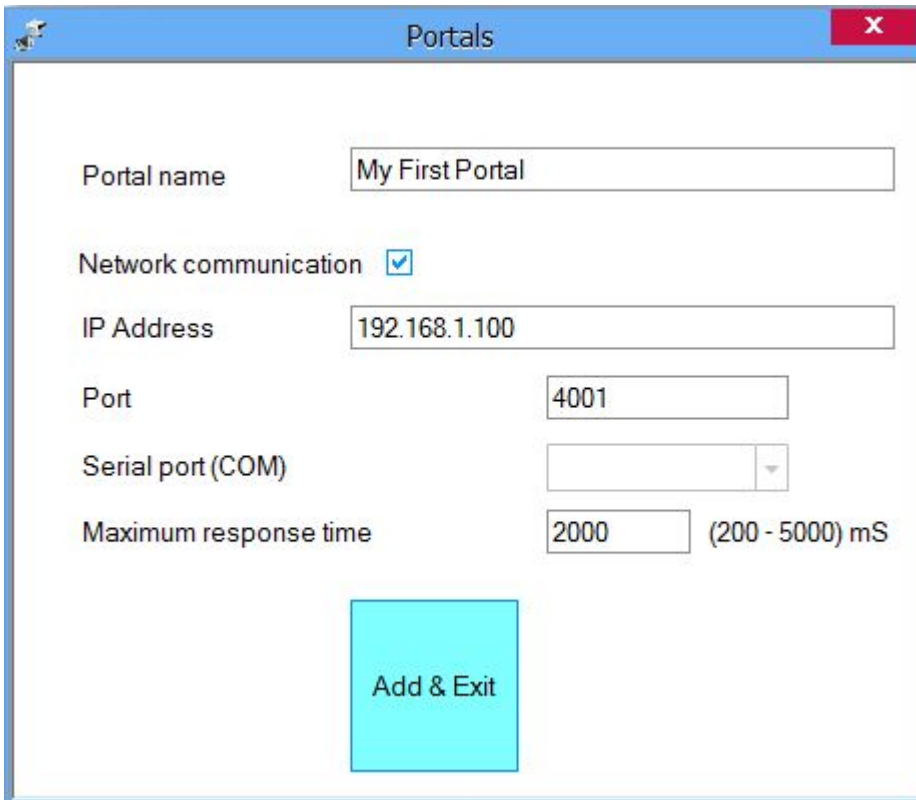 Portals
x
Portal name My First Portal
Network communication
IP Address 192.168.1.100
Port 4001
Serial port (COM)
Maximum response time 2000 (200 - 5000) mS
Add & Exit